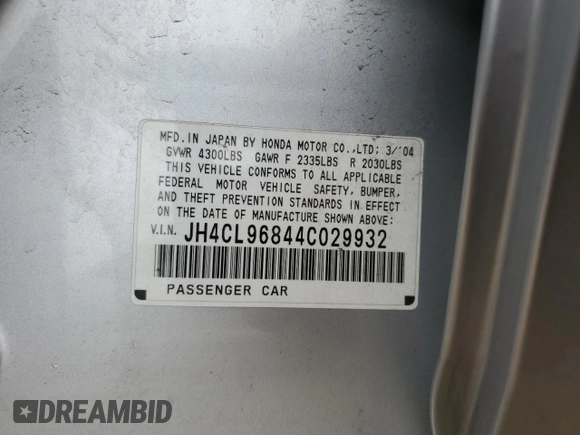 MFD. IN JAPAN BY HONDA MOTOR CO.,LTD: 3/'04
GVWR 4300LBS GAWR F 2335LBS R 2030LBS
THIS VEHICLE CONFORMS TO ALL APPLICABLE
FEDERAL MOTOR VEHICLE SAFETY, BUMPER,
AND THEFT PREVENTION STANDARDS IN EFFECT
ON THE DATE OF MANUFACTURE SHOWN ABOVE:
V.I.N. JH4CL96844C029932
PASSENGER CAR
DREAMBID